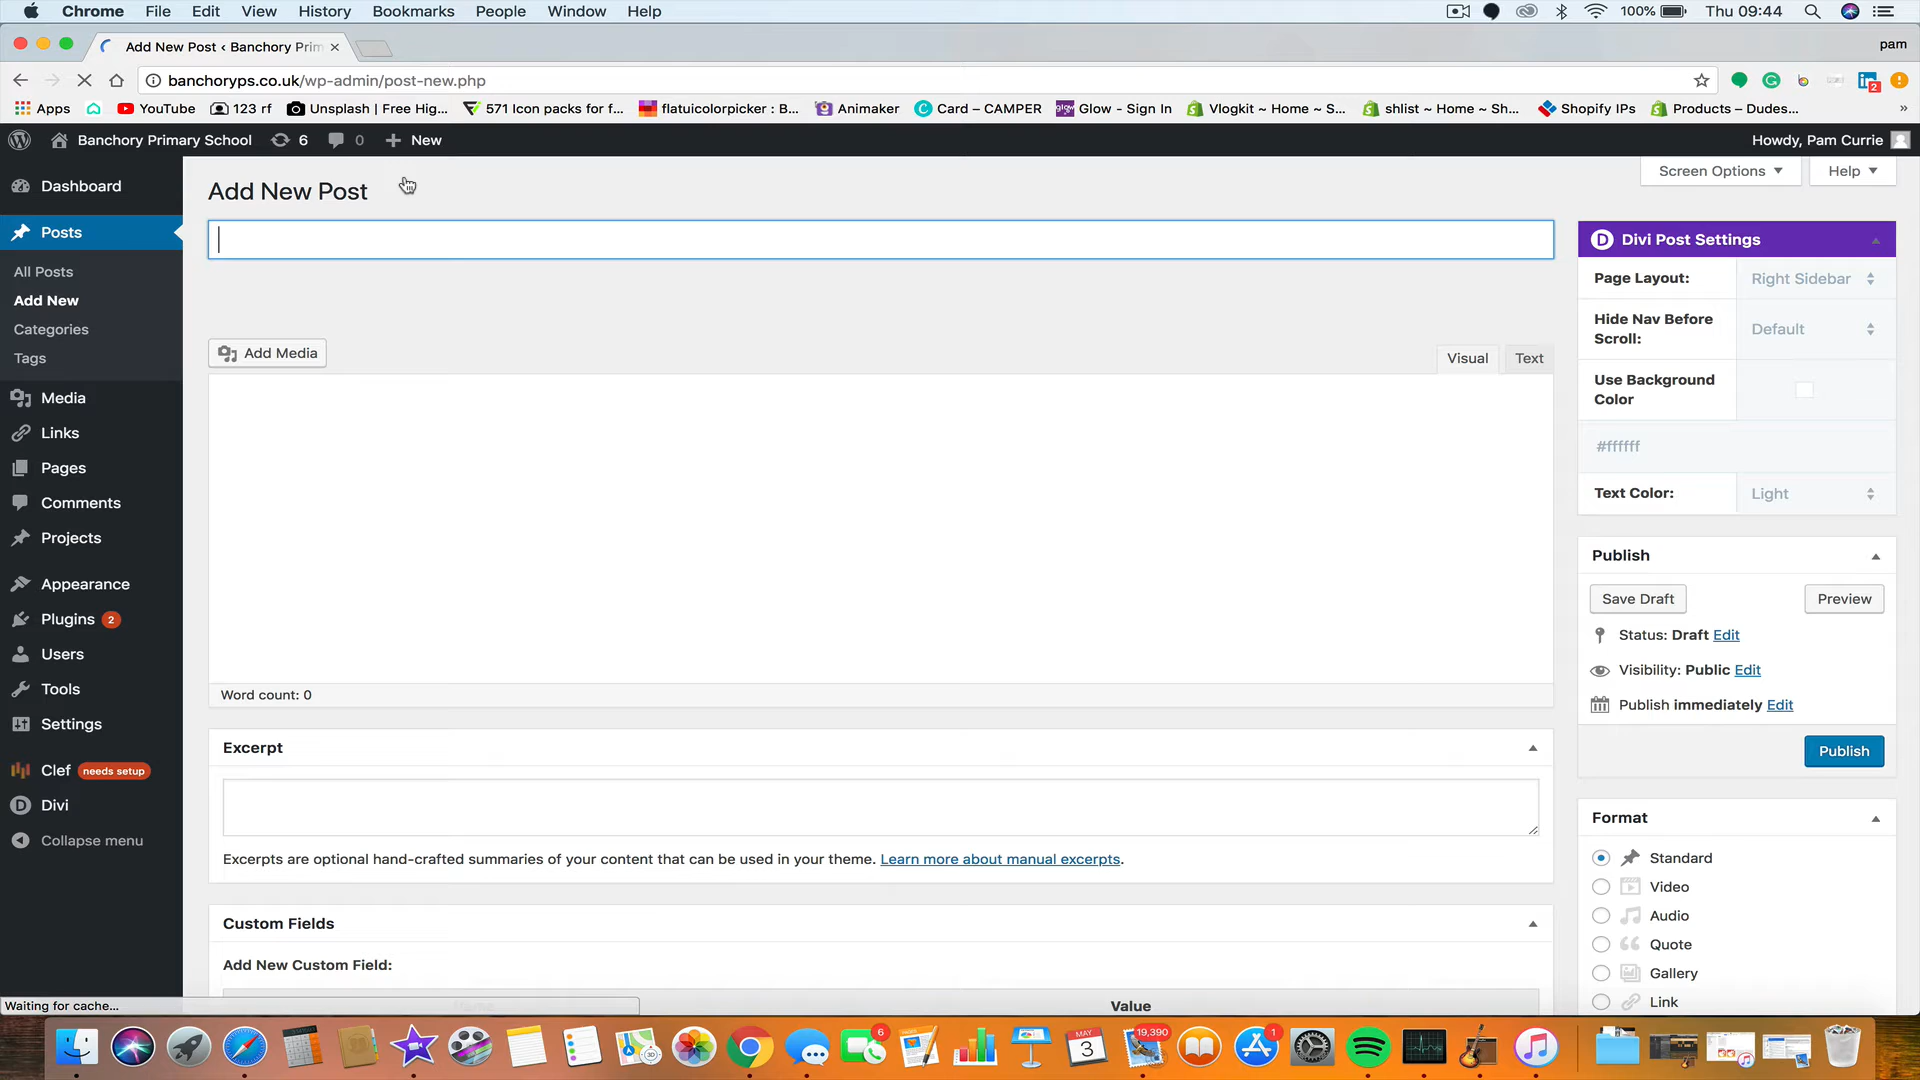 Chrome File Edit View History Bookmarks People Window Help 100% Thu 09:44
Add New Post ‹ Banchory Prim × pam
banchoryps.co.uk/wp-admin/post-new.php
2
Apps YouTube 123 rf Unsplash | Free Hig... 571 Icon packs for f... flatuicolorpicker : B... Animaker Card – CAMPER Glow - Sign In Vlogkit ~ Home ~ S... shlist ~ Home ~ Sh... Shopify IPs Products – Dudes... »
Banchory Primary School 6 0 + New Howdy, Pam Currie
Screen Options Help
Dashboard
Posts
All Posts
Add New
Categories
Tags
Media
Links
Pages
Comments
Projects
Appearance
Plugins 2
Users
Tools
Settings
Clef needs setup
Divi
Collapse menu
Add New Post
Add Media
Visual Text
Word count: 0
Excerpt
Excerpts are optional hand-crafted summaries of your content that can be used in your theme. Learn more about manual excerpts.
Custom Fields
Add New Custom Field:
Value
D Divi Post Settings
Page Layout: Right Sidebar
Hide Nav Before Scroll: Default
Use Background Color
#ffffff
Text Color: Light
Publish
Save Draft Preview
Status: Draft Edit
Visibility: Public Edit
Publish immediately Edit
Publish
Format
Standard
Video
Audio
Quote
Gallery
Link
Waiting for cache...
6 MAY 3 19,390 1